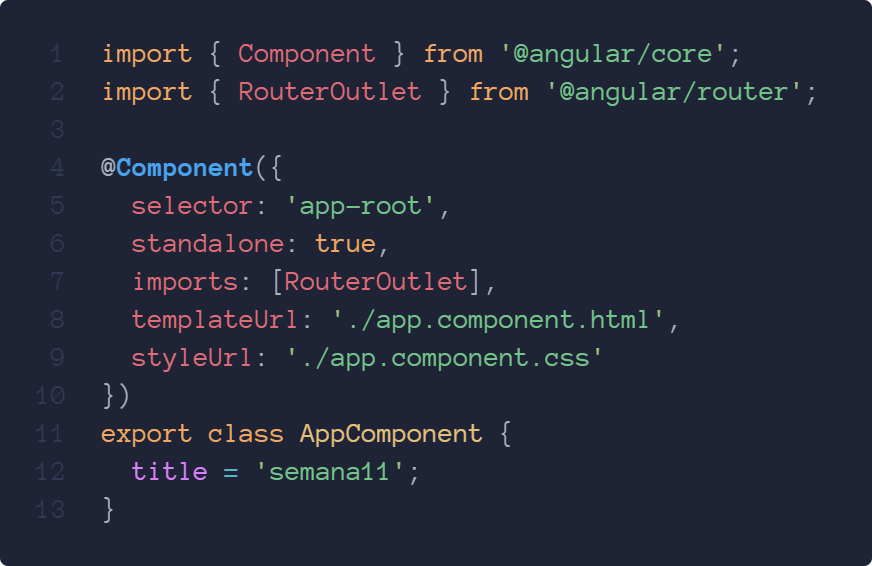 1 import { Component } from '@angular/core';
2 import { RouterOutlet } from '@angular/router';
3
4 @Component({
5   selector: 'app-root',
6   standalone: true,
7   imports: [RouterOutlet],
8   templateUrl: './app.component.html',
9   styleUrl: './app.component.css'
10 })
11 export class AppComponent {
12   title = 'semana11';
13 }